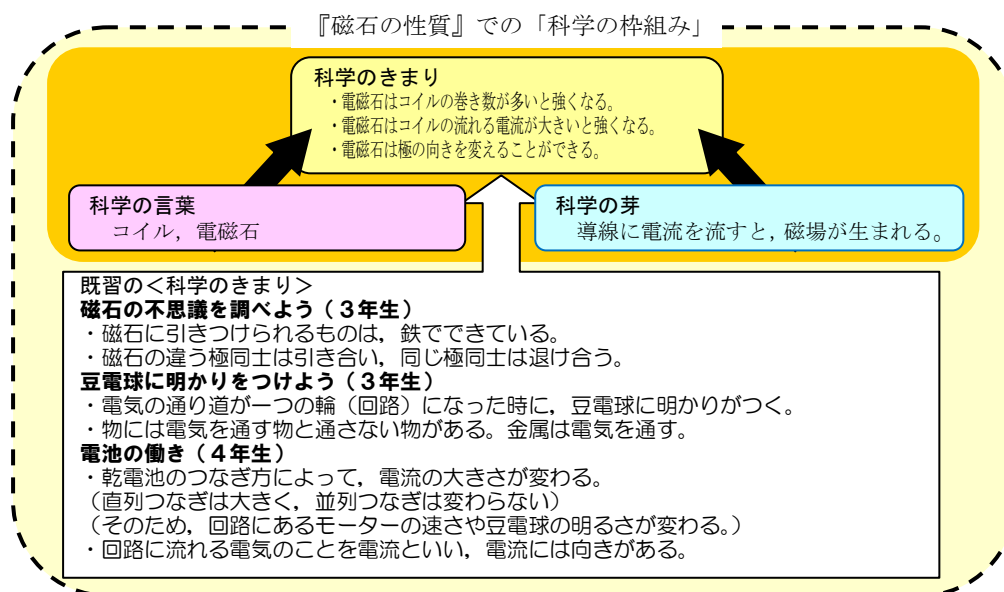 『磁石の性質』での「科学の枠組み」
科学のきまり
・電磁石はコイルの巻き数が多いと強くなる。
・電磁石はコイルの流れる電流が大きいと強くなる。
・電磁石は極の向きを変えることができる。
科学の言葉
コイル，電磁石
科学の芽
導線に電流を流すと，磁場が生まれる。
既習の＜科学のきまり＞
磁石の不思議を調べよう（３年生）
・磁石に引きつけられるものは，鉄でできている。
・磁石の違う極同士は引き合い，同じ極同士は退け合う。
豆電球に明かりをつけよう（３年生）
・電気の通り道が一つの輪（回路）になった時に，豆電球に明かりがつく。
・物には電気を通す物と通さない物がある。金属は電気を通す。
電池の働き（４年生）
・乾電池のつなぎ方によって，電流の大きさが変わる。
（直列つなぎは大きく，並列つなぎは変わらない）
（そのため，回路にあるモーターの速さや豆電球の明るさが変わる。）
・回路に流れる電気のことを電流といい，電流には向きがある。